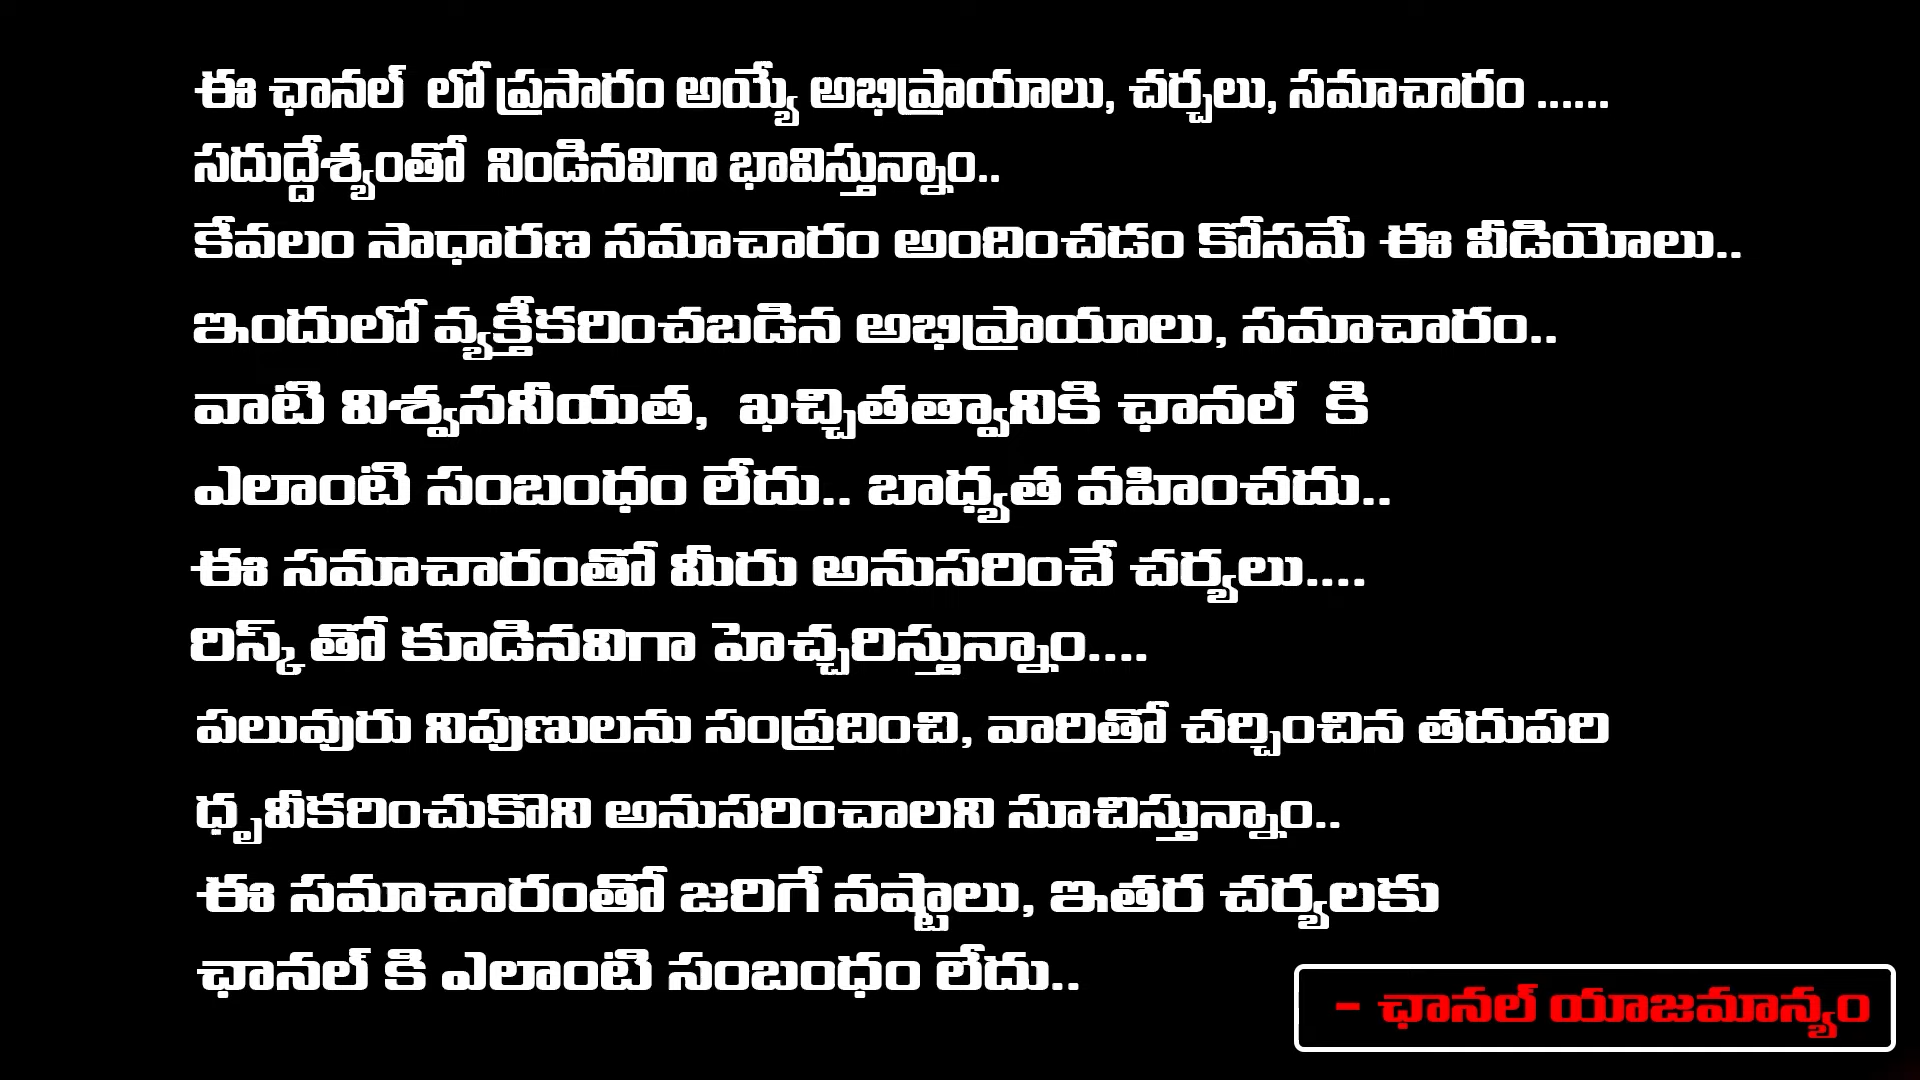 ఈ ఛానల్ లో ప్రసారం అయ్యే అభిప్రాయాలు, చర్చలు, సమాచారం ......
సదుద్దేశ్యంతో నిండినవిగా భావిస్తున్నాం..
కేవలం సాధారణ సమాచారం అందించడం కోసమే ఈ వీడియోలు..
ఇందులో వ్యక్తీకరించబడిన అభిప్రాయాలు, సమాచారం..
వాటి విశ్వసనీయత, ఖచ్చితత్వానికి ఛానల్ కి
ఎలాంటి సంబంధం లేదు.. బాధ్యత వహించదు..
ఈ సమాచారంతో మీరు అనుసరించే చర్యలు....
రిస్క్ తో కూడినవిగా హెచ్చరిస్తున్నాం....
పలువురు నిపుణులను సంప్రదించి, వారితో చర్చించిన తదుపరి
ధృవీకరించుకొని అనుసరించాలని సూచిస్తున్నాం..
ఈ సమాచారంతో జరిగే నష్టాలు, ఇతర చర్యలకు
ఛానల్ కి ఎలాంటి సంబంధం లేదు..
- ఛానల్ యాజమాన్యం